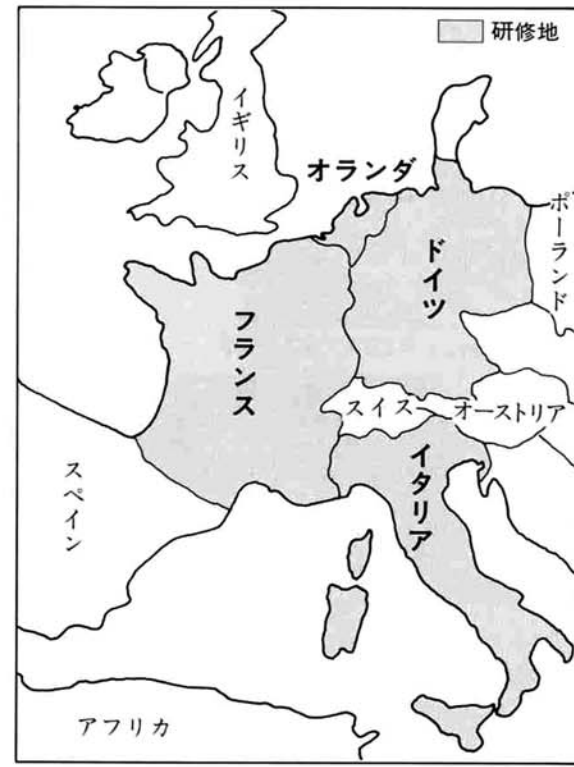 研修地
イギリス
オランダ
ポーランド
ドイツ
フランス
スイス
オーストリア
イタリア
スペイン
アフリカ